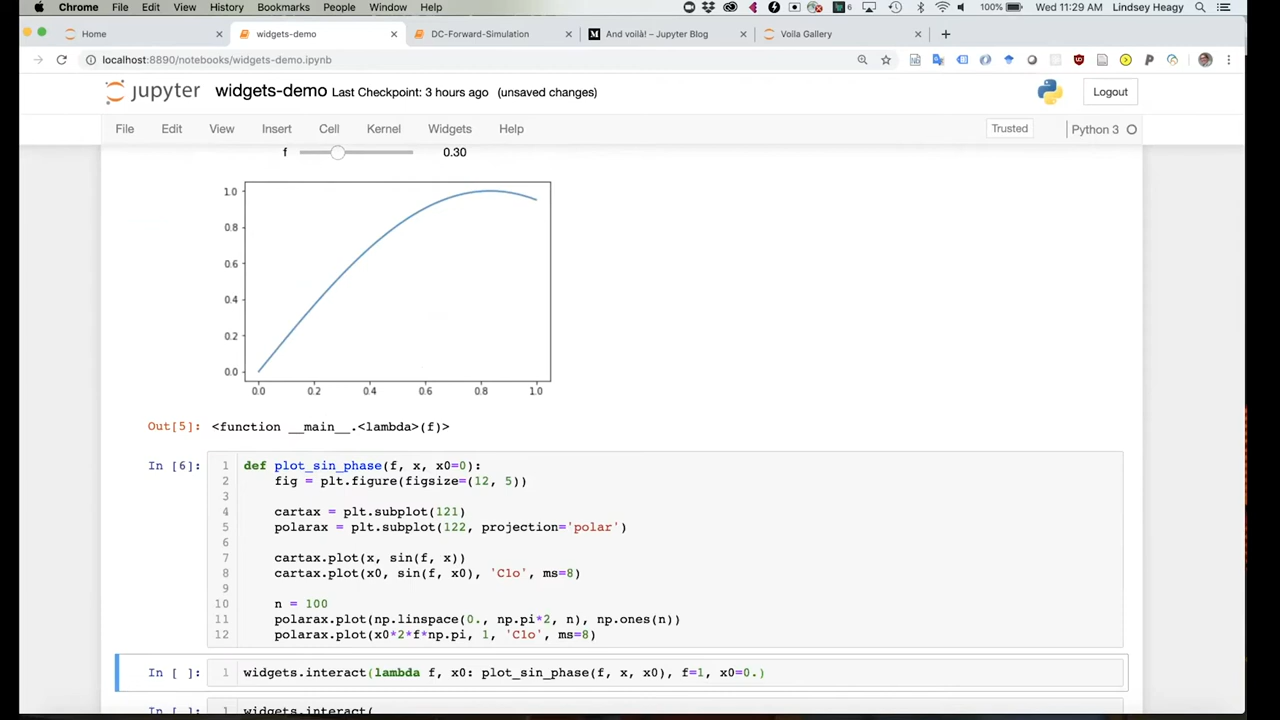 Chrome File Edit View History Bookmarks People Window Help 6 100% Wed 11:29 AM Lindsey Heagy
Home widgets-demo DC-Forward-Simulation And voilà! – Jupyter Blog Voila Gallery
localhost:8890/notebooks/widgets-demo.ipynb
jupyter widgets-demo Last Checkpoint: 3 hours ago (unsaved changes) Logout
File Edit View Insert Cell Kernel Widgets Help Trusted Python 3
f 0.30
1.0
0.8
0.6
0.4
0.2
0.0
0.0 0.2 0.4 0.6 0.8 1.0
Out[5]: <function __main__.<lambda>(f)>
In [6]: 1 def plot_sin_phase(f, x, x0=0):
2 fig = plt.figure(figsize=(12, 5))
3
4 cartax = plt.subplot(121)
5 polarax = plt.subplot(122, projection='polar')
6
7 cartax.plot(x, sin(f, x))
8 cartax.plot(x0, sin(f, x0), 'C1o', ms=8)
9
10 n = 100
11 polarax.plot(np.linspace(0., np.pi*2, n), np.ones(n))
12 polarax.plot(x0*2*f*np.pi, 1, 'C1o', ms=8)
In [ ]: 1 widgets.interact(lambda f, x0: plot_sin_phase(f, x, x0), f=1, x0=0.)
In [ ]: 1 widgets.interact(